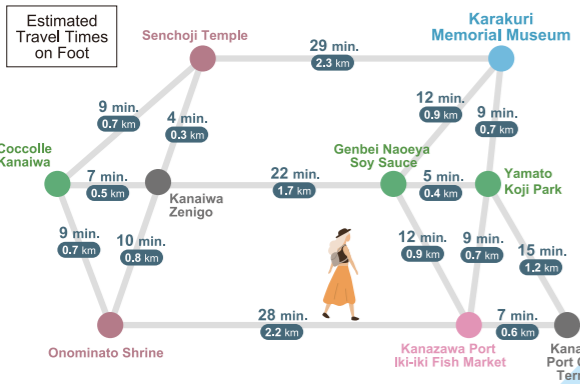 Estimated
Travel Times
on Foot
Senchoji Temple
Karakuri
Memorial Museum
29 min.
2.3 km
9 min.
0.7 km
4 min.
0.3 km
12 min.
0.9 km
9 min.
0.7 km
Coccolle
Kanaiwa
7 min.
0.5 km
Kanaiwa
Zenigo
22 min.
1.7 km
Genbei Naoeya
Soy Sauce
5 min.
0.4 km
Yamato
Koji Park
9 min.
0.7 km
10 min.
0.8 km
12 min.
0.9 km
9 min.
0.7 km
15 min.
1.2 km
28 min.
2.2 km
7 min.
0.6 km
Onominato Shrine
Kanazawa Port
Iki-iki Fish Market
Kana
Port C
Term